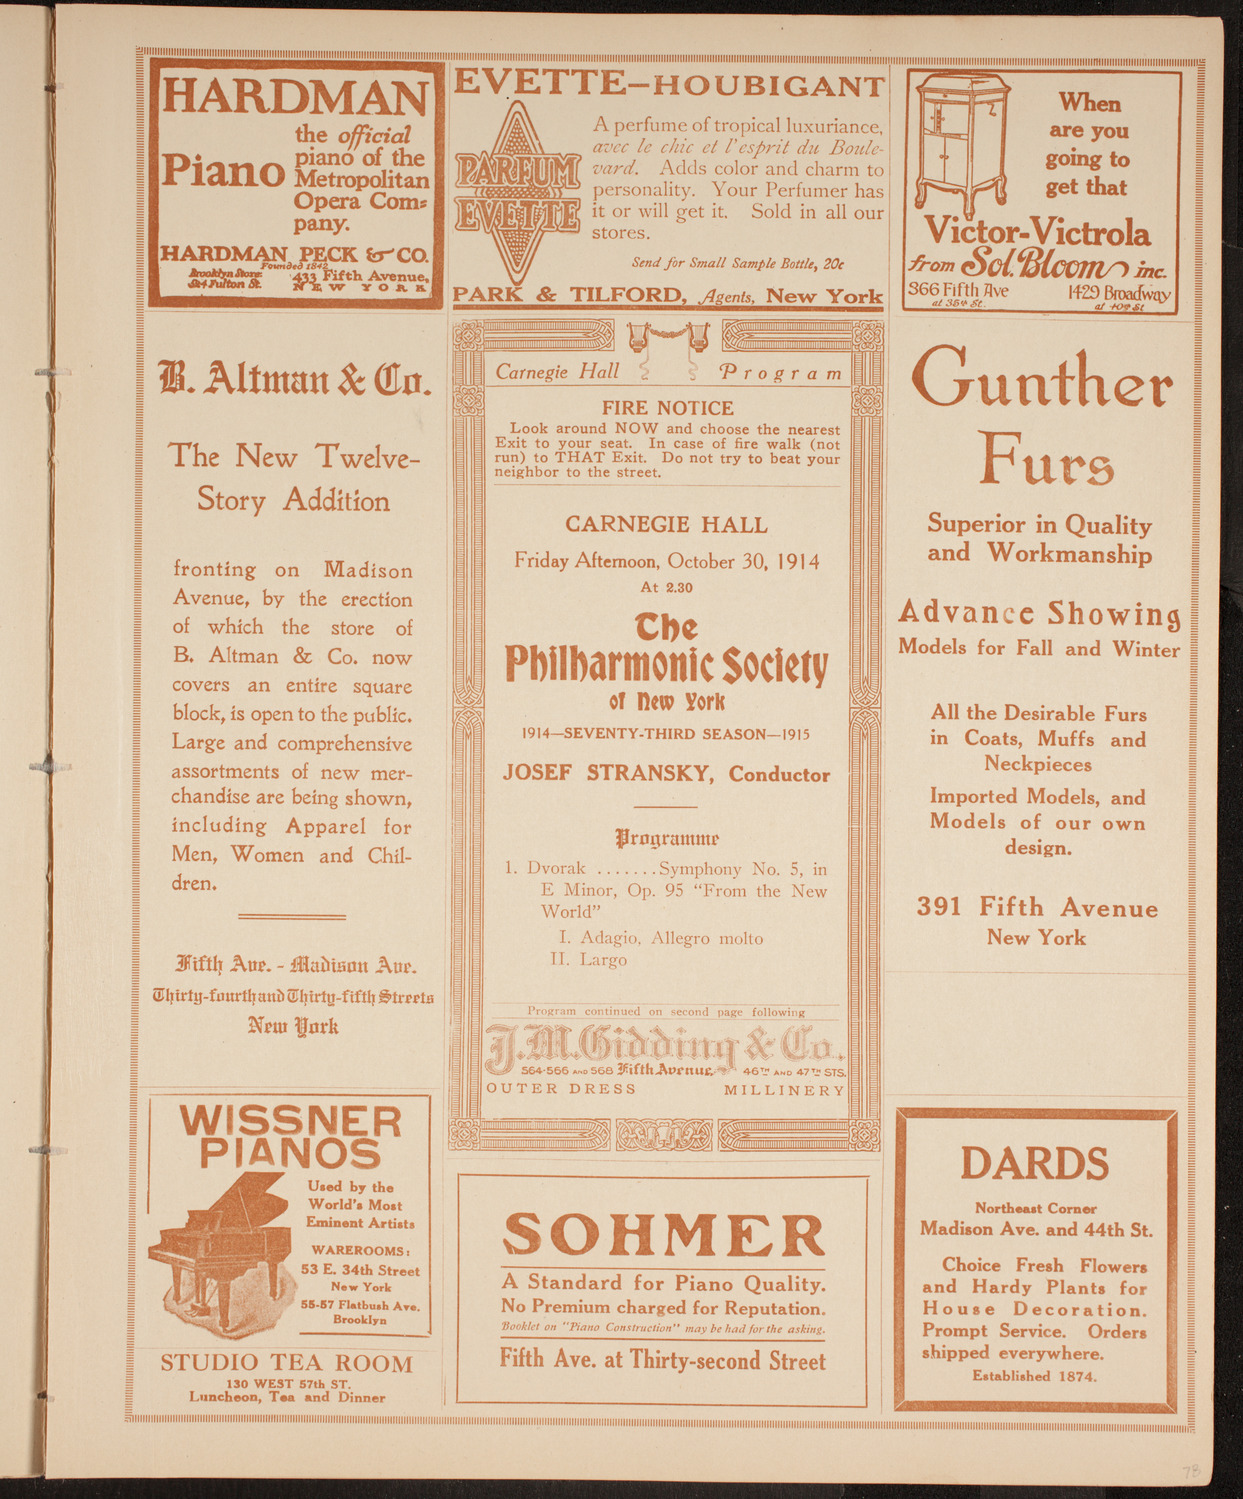 HARDMAN
Piano
the official
piano of the
Metropolitan
Opera Com=
pany.
HARDMAN, PECK & CO.
Founded 1842
Brooklyn Store
524 Fulton St.
433 Fifth Avenue,
NEW YORK
EVETTE–HOUBIGANT
PARFUM
EVETTE
A perfume of tropical luxuriance,
avec le chic et l'esprit du Boule-
vard. Adds color and charm to
personality. Your Perfumer has
it or will get it. Sold in all our
stores.
Send for Small Sample Bottle, 20c
PARK & TILFORD, Agents, New York
When
are you
going to
get that
Victor-Victrola
from Sol. Bloom inc.
366 Fifth Ave
at 35th St.
1429 Broadway
at 40th St
B. Altman & Co.
The New Twelve-
Story Addition
fronting on Madison
Avenue, by the erection
of which the store of
B. Altman & Co. now
covers an entire square
block, is open to the public.
Large and comprehensive
assortments of new mer-
chandise are being shown,
including Apparel for
Men, Women and Chil-
dren.
Fifth Ave. - Madison Ave.
Thirty-fourth and Thirty-fifth Streets
New York
WISSNER
PIANOS
Used by the
World's Most
Eminent Artists
WAREROOMS:
53 E. 34th Street
New York
55-57 Flatbush Ave.
Brooklyn
STUDIO TEA ROOM
130 WEST 57th ST.
Luncheon, Tea and Dinner
Carnegie Hall Program
FIRE NOTICE
Look around NOW and choose the nearest
Exit to your seat. In case of fire walk (not
run) to THAT Exit. Do not try to beat your
neighbor to the street.
CARNEGIE HALL
Friday Afternoon, October 30, 1914
At 2.30
The
Philharmonic Society
of New York
1914—SEVENTY-THIRD SEASON—1915
JOSEF STRANSKY, Conductor
Programme
1. Dvorak .......Symphony No. 5, in
E Minor, Op. 95 "From the New
World"
I. Adagio, Allegro molto
II. Largo
Program continued on second page following
J.M. Gidding & Co.
564-566 AND 568 Fifth Avenue, 46TH AND 47TH STS.
OUTER DRESS MILLINERY
SOHMER
A Standard for Piano Quality.
No Premium charged for Reputation.
Booklet on "Piano Construction" may be had for the asking.
Fifth Ave. at Thirty-second Street
Gunther
Furs
Superior in Quality
and Workmanship
Advance Showing
Models for Fall and Winter
All the Desirable Furs
in Coats, Muffs and
Neckpieces
Imported Models, and
Models of our own
design.
391 Fifth Avenue
New York
DARDS
Northeast Corner
Madison Ave. and 44th St.
Choice Fresh Flowers
and Hardy Plants for
House Decoration.
Prompt Service. Orders
shipped everywhere.
Established 1874.
78